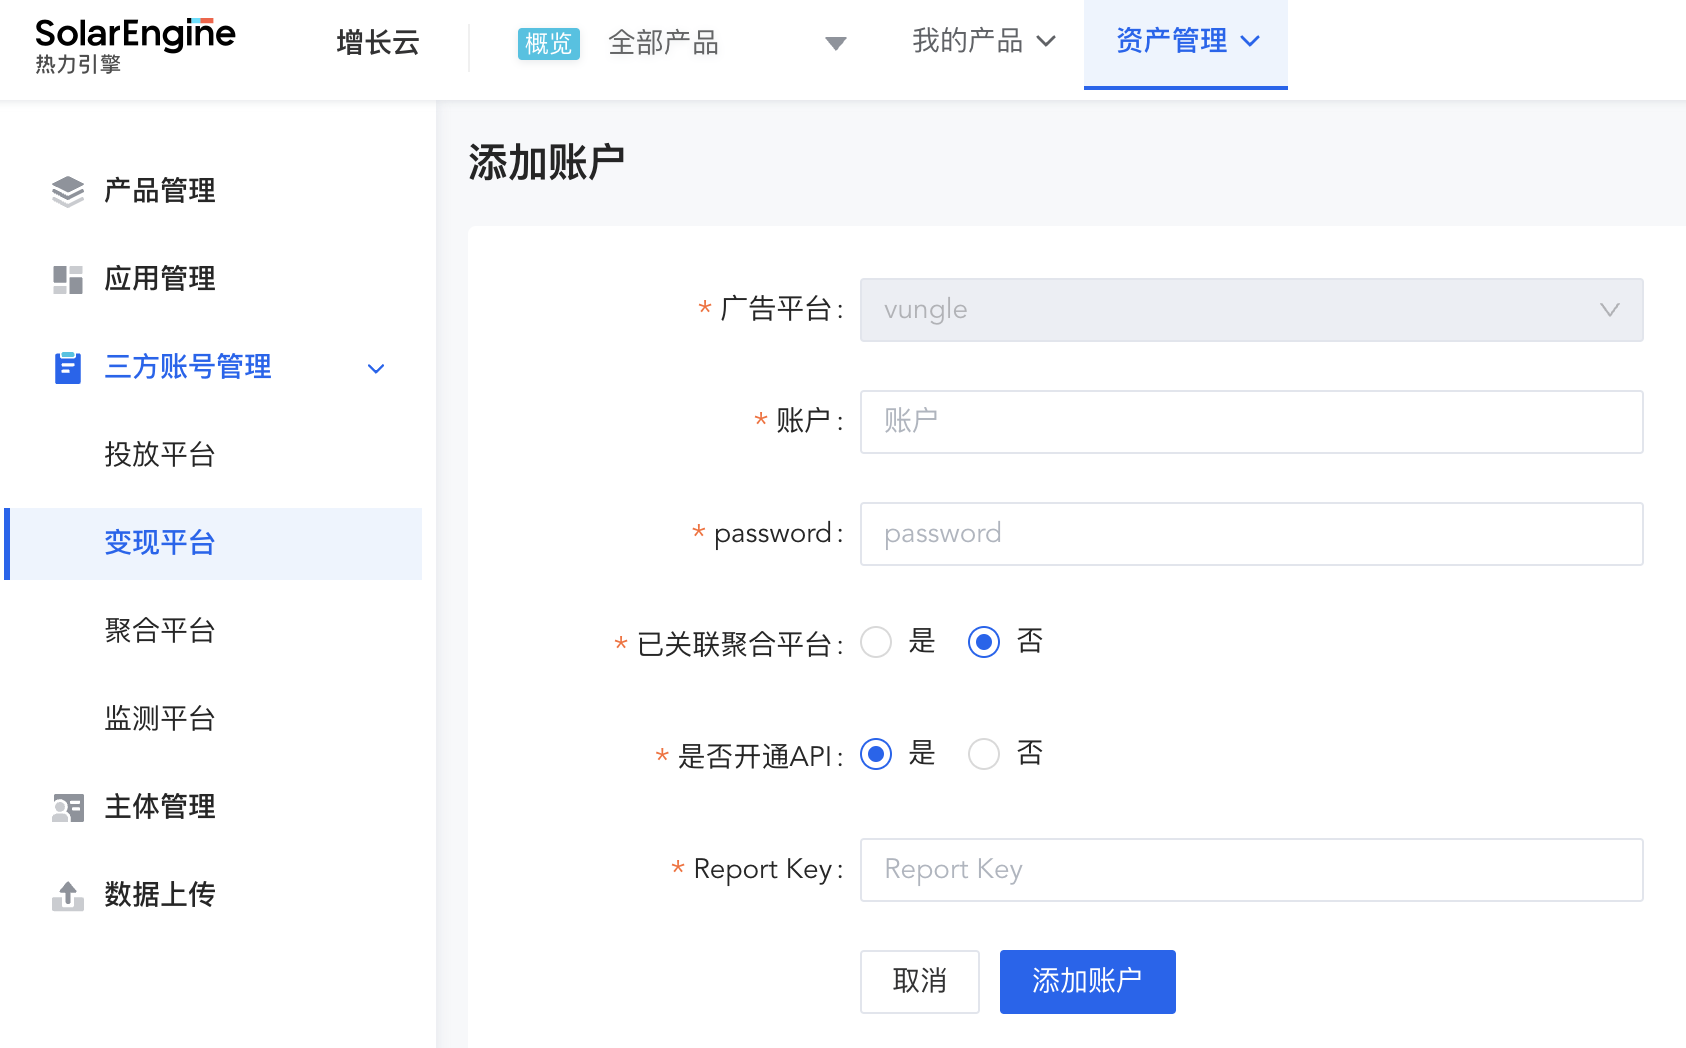 SolarEngine
热力引擎
增长云
概览 全部产品
我的产品
资产管理
产品管理
应用管理
三方账号管理
投放平台
变现平台
聚合平台
监测平台
主体管理
数据上传
添加账户
* 广告平台: vungle
* 账户: 账户
* password: password
* 已关联聚合平台: 是 否
* 是否开通API: 是 否
* Report Key: Report Key
取消 添加账户